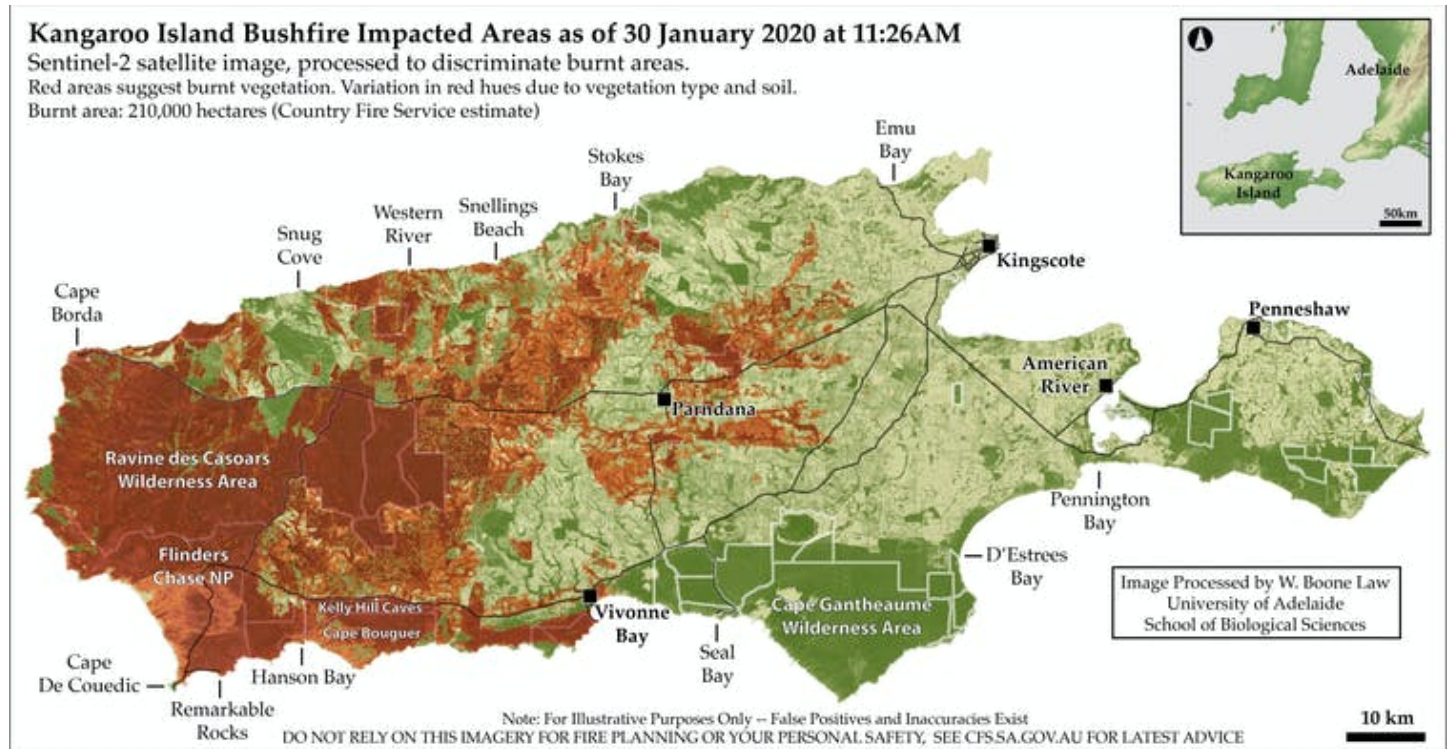 Kangaroo Island Bushfire Impacted Areas as of 30 January 2020 at 11:26AM
Sentinel-2 satellite image, processed to discriminate burnt areas.
Red areas suggest burnt vegetation. Variation in red hues due to vegetation type and soil.
Burnt area: 210,000 hectares (Country Fire Service estimate)
Adelaide
Kangaroo
Island
50km
Emu
Bay
Stokes
Bay
Snellings
Beach
Western
River
Snug
Cove
Cape
Borda
Kingscote
Penneshaw
American
River
Parndana
Ravine des Casoars
Wilderness Area
Pennington
Bay
Flinders
Chase NP
D'Estrees
Bay
Kelly Hill Caves
Cape Bouguer
Vivonne
Bay
Cape Gantheaume
Wilderness Area
Seal
Bay
Hanson Bay
Cape
De Couedic
Remarkable
Rocks
Image Processed by W. Boone Law
University of Adelaide
School of Biological Sciences
10 km
Note: For Illustrative Purposes Only -- False Positives and Inaccuracies Exist
DO NOT RELY ON THIS IMAGERY FOR FIRE PLANNING OR YOUR PERSONAL SAFETY, SEE CFS.SA.GOV.AU FOR LATEST ADVICE